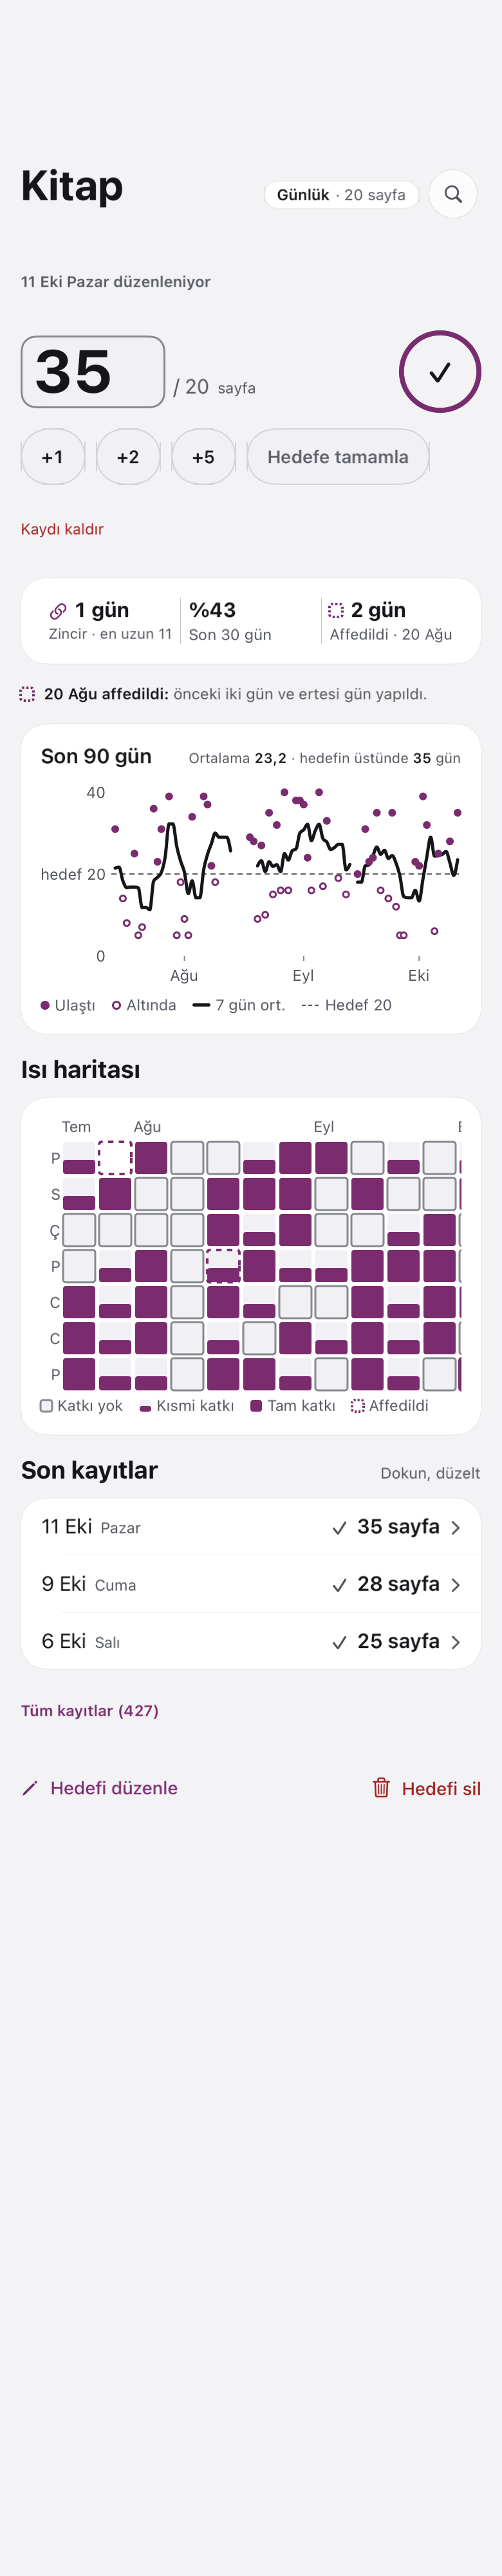 Kitap
Günlük · 20 sayfa
11 Eki Pazar düzenleniyor
35 / 20 sayfa
+1 +2 +5 Hedefe tamamla
Kaydı kaldır
1 gün %43 2 gün
Zincir · en uzun 11 Son 30 gün Affedildi · 20 Ağu
20 Ağu affedildi: önceki iki gün ve ertesi gün yapıldı.
Son 90 gün Ortalama 23,2 · hedefin üstünde 35 gün
40
hedef 20
0
Ağu Eyl Eki
Ulaştı Altında 7 gün ort. Hedef 20
Isı haritası
Tem Ağu Eyl
P
S
Ç
P
C
C
P
Katkı yok Kısmi katkı Tam katkı Affedildi
Son kayıtlar Dokun, düzelt
11 Eki Pazar 35 sayfa
9 Eki Cuma 28 sayfa
6 Eki Salı 25 sayfa
Tüm kayıtlar (427)
Hedefi düzenle Hedefi sil